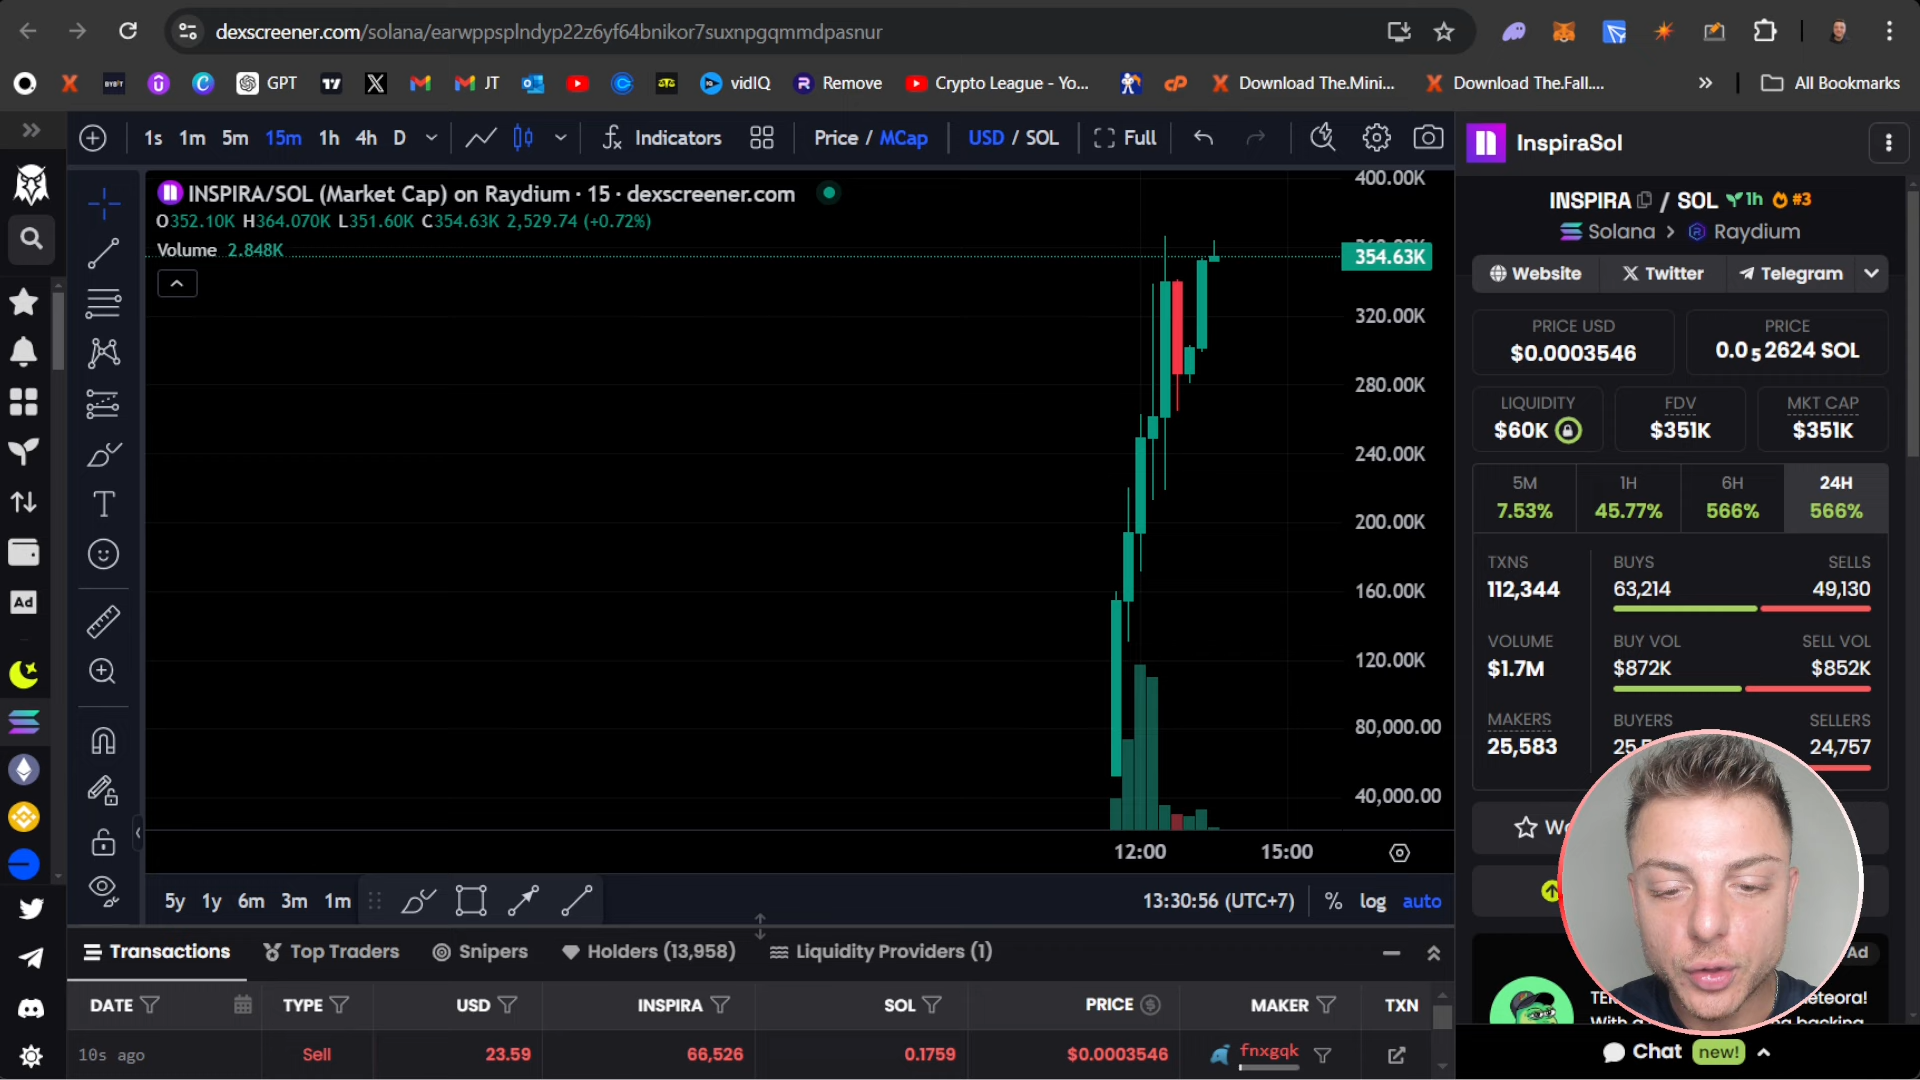 dexscreener.com/solana/earwppsplndyp22z6yf64bnikor7suxnpgqmmdpasnur
GPT
JT
vidIQ
Remove
Crypto League - Yo...
Download The.Mini...
Download The.Fall....
All Bookmarks
1s 1m 5m 15m 1h 4h D
Indicators
Price / MCap
USD / SOL
Full
InspiraSol
INSPIRA/SOL (Market Cap) on Raydium · 15 · dexscreener.com
O352.10K H364.070K L351.60K C354.63K 2,529.74 (+0.72%)
Volume 2.848K
400.00K
354.63K
320.00K
280.00K
240.00K
200.00K
160.00K
120.00K
80,000.00
40,000.00
12:00 15:00
INSPIRA / SOL 1h #3
Solana > Raydium
Website Twitter Telegram
PRICE USD
$0.0003546
PRICE
0.0₅2624 SOL
LIQUIDITY
$60K
FDV
$351K
MKT CAP
$351K
5M 1H 6H 24H
7.53% 45.77% 566% 566%
TXNS
112,344
BUYS SELLS
63,214 49,130
VOLUME
$1.7M
BUY VOL SELL VOL
$872K $852K
MAKERS
25,583
BUYERS SELLERS
24,757
Ad
5y 1y 6m 3m 1m
13:30:56 (UTC+7) % log auto
Transactions Top Traders Snipers Holders (13,958) Liquidity Providers (1)
DATE TYPE USD INSPIRA SOL PRICE MAKER TXN
10s ago Sell 23.59 66,526 0.1759 $0.0003546 fnxgqk
Ad
Chat new!